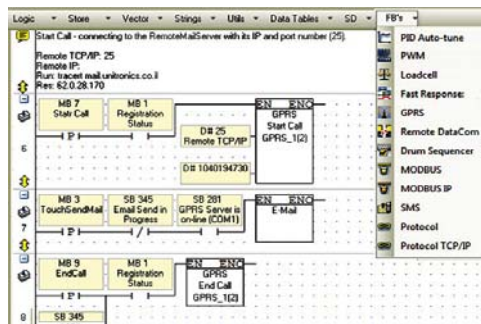 Logic Store Vector Strings Utils Data Tables SD FB's
Start Call - connecting to the RemoteMailServer with its IP and port number (25).
Remote TCP/IP: 25
Remote IP:
Run: tracert mail.unitronics.co.il
Res: 62.0.28.170
MB 7
Statr Call
MB 1
Registration
Status
D# 25
Remote TCP/IP
D# 1040194730
EN ENO
GPRS
Start Call
GPRS_1(2)
P
6
MB 3
TouchSendMail
SB 345
Email Send in
Progress
SB 281
GPRS Server is
on-line (COM1)
EN ENO
E-Mail
P
/
7
MB 9
EndCall
MB 1
Registration
Status
EN ENO
GPRS
End Call
GPRS_1(2)
P
8
SB 345
PID Auto-tune
PWM
Loadcell
Fast Response:
GPRS
Remote DataCom
Drum Sequencer
MODBUS
MODBUS IP
SMS
Protocol
Protocol TCP/IP